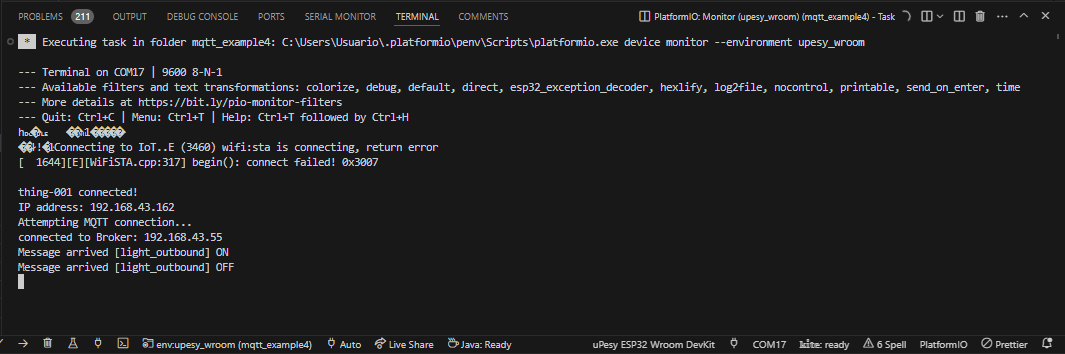 PROBLEMS 211 OUTPUT DEBUG CONSOLE PORTS SERIAL MONITOR TERMINAL COMMENTS PlatformIO: Monitor (upesy_wroom) (mqtt_example4) - Task
* Executing task in folder mqtt_example4: C:\Users\Usuario\.platformio\penv\Scripts\platformio.exe device monitor --environment upesy_wroom
--- Terminal on COM17 | 9600 8-N-1
--- Available filters and text transformations: colorize, debug, default, direct, esp32_exception_decoder, hexlify, log2file, nocontrol, printable, send_on_enter, time
--- More details at https://bit.ly/pio-monitor-filters
--- Quit: Ctrl+C | Menu: Ctrl+T | Help: Ctrl+T followed by Ctrl+H
Connecting to IoT..E (3460) wifi:sta is connecting, return error
[  1644][E][WiFiSTA.cpp:317] begin(): connect failed! 0x3007
thing-001 connected!
IP address: 192.168.43.162
Attempting MQTT connection...
connected to Broker: 192.168.43.55
Message arrived [light_outbound] ON
Message arrived [light_outbound] OFF
env:upesy_wroom (mqtt_example4) Auto Live Share Java: Ready uPesy ESP32 Wroom DevKit COM17 kite: ready 6 Spell PlatformIO Prettier